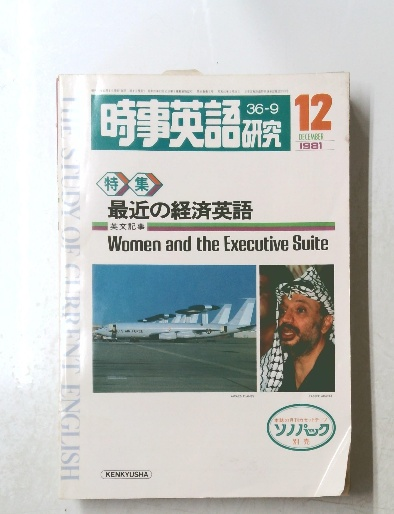 時事英語研究
36-9
12
DECEMBER
1981
特集
最近の経済英語
英文記事
Women and the Executive Suite
THE STUDY OF CURRENT ENGLISH
ソノパック
別売
KENKYUSHA